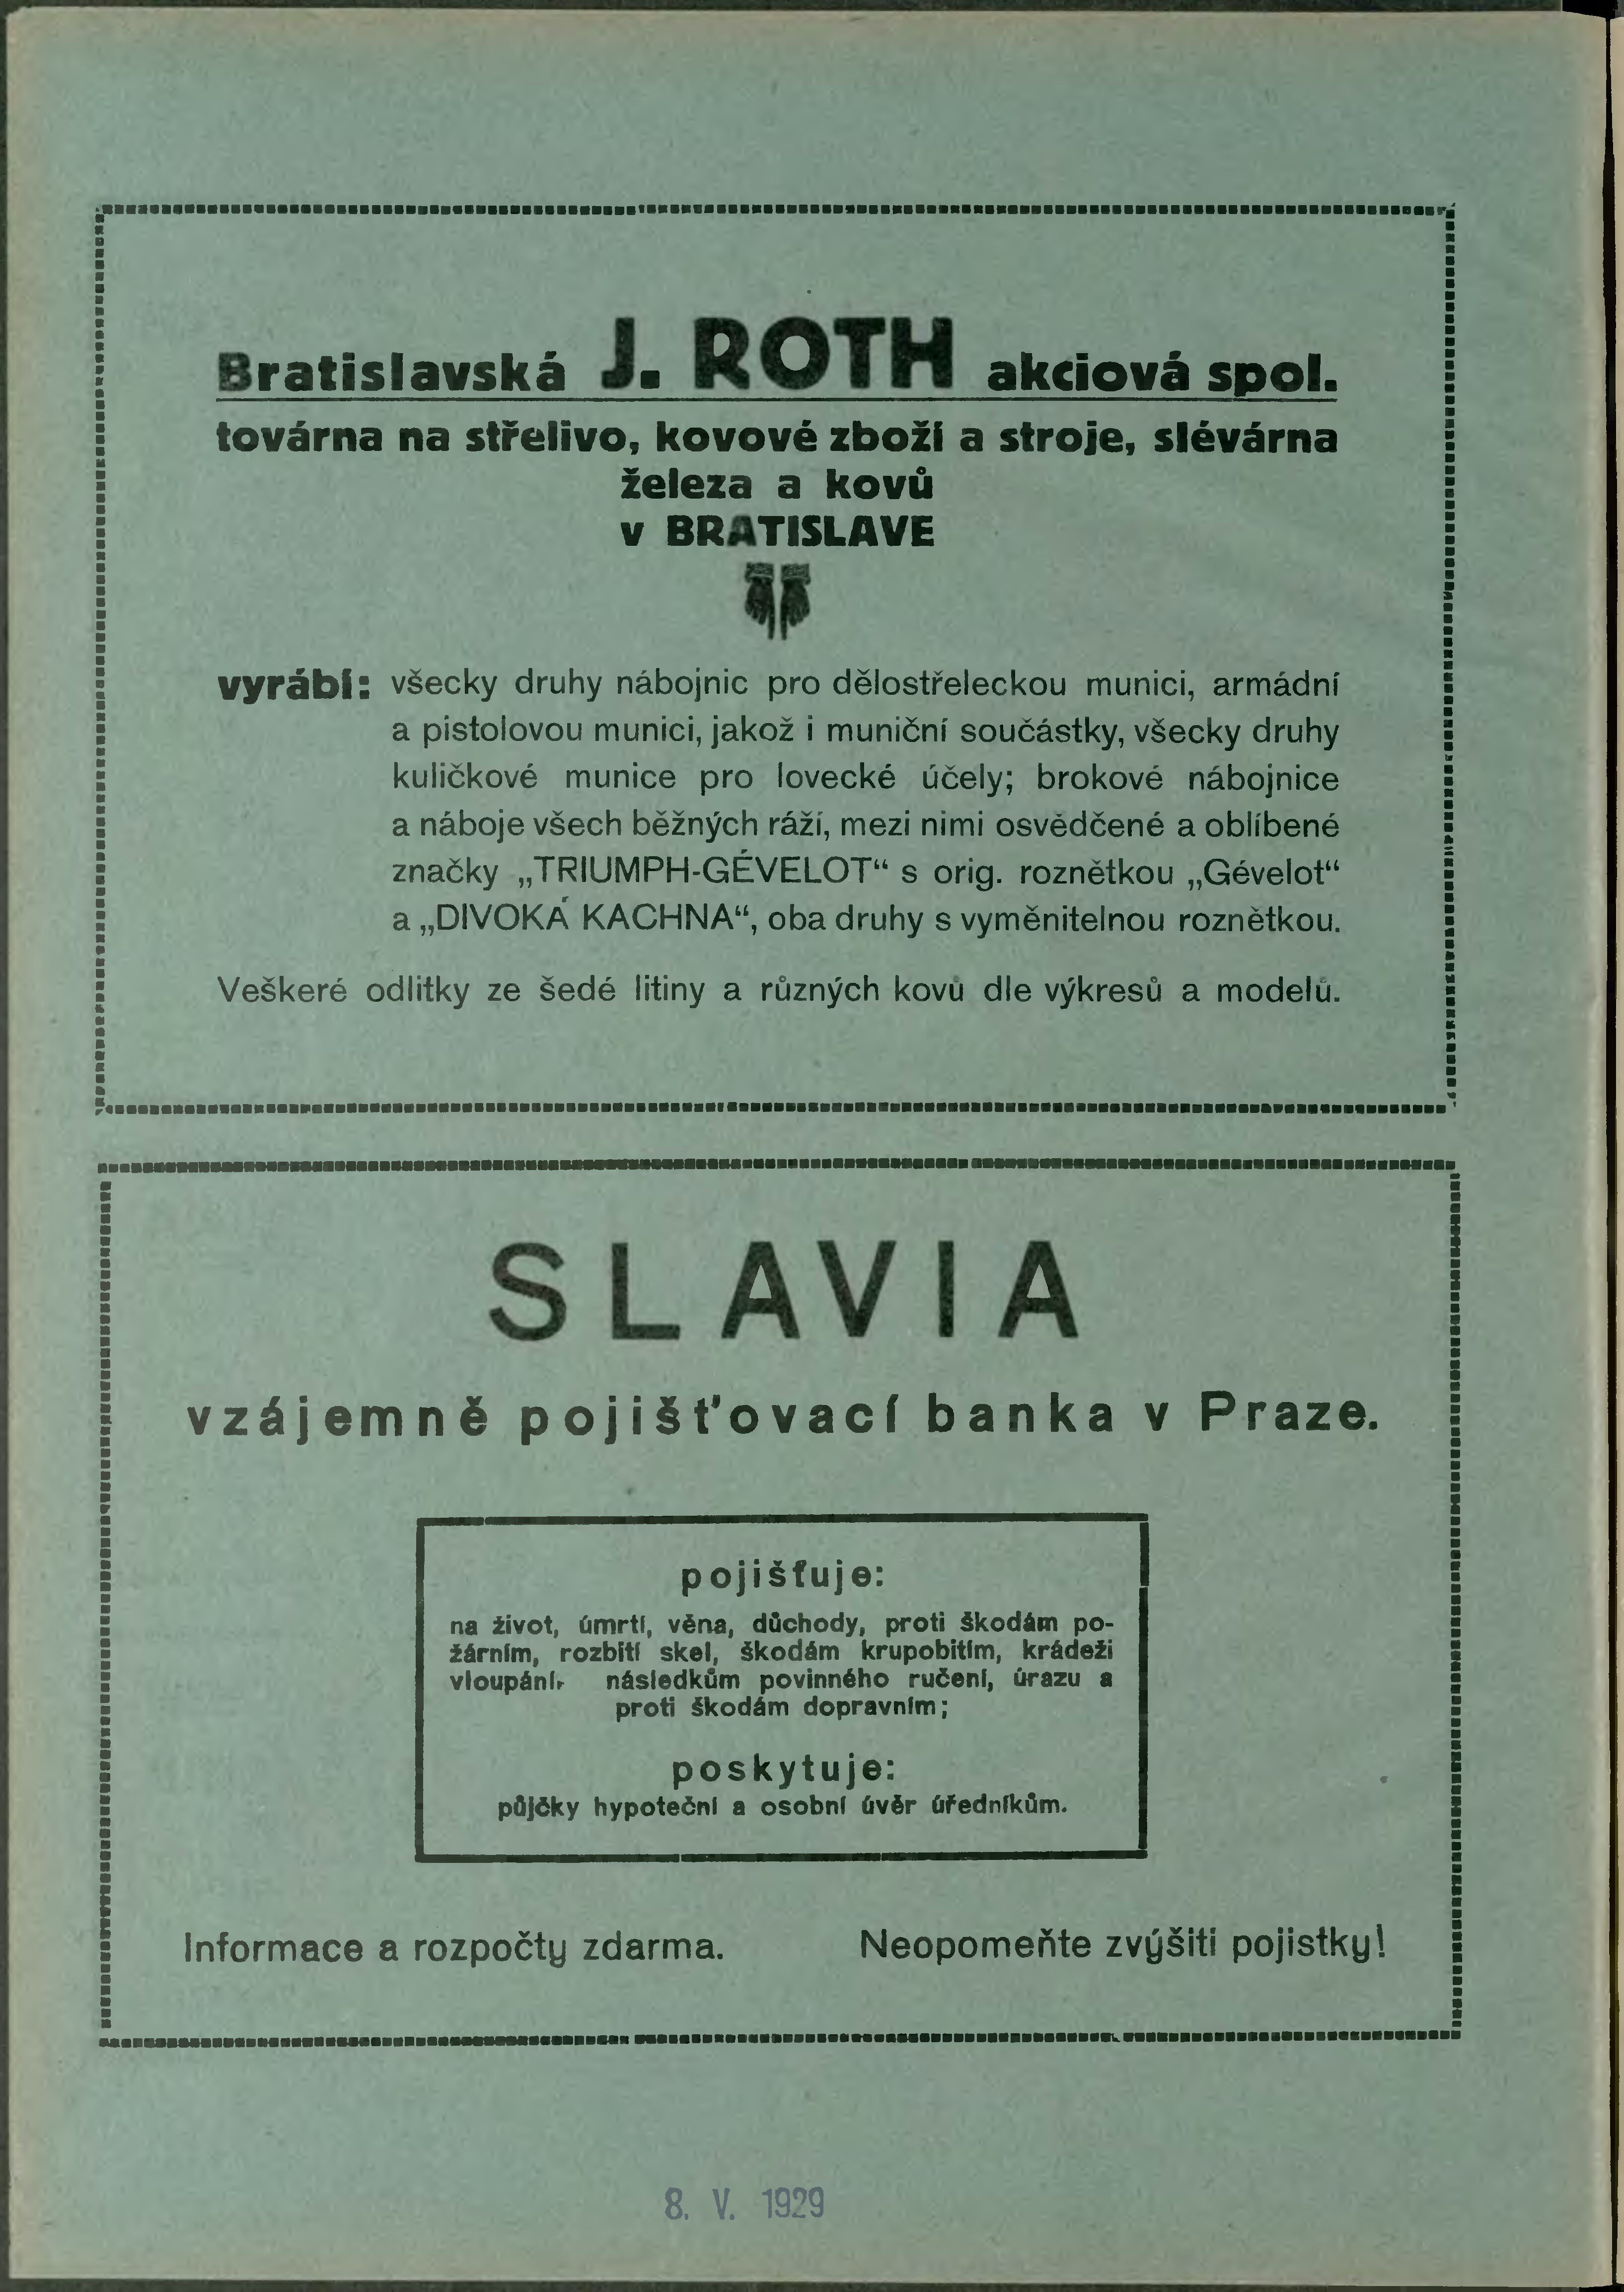 Bratislavská J. ROTH akciová spol.
továrna na střelivo, kovové zboží a stroje, slévárna
železa a kovů
v BRATISLAVE
vyrábí: všecky druhy nábojnic pro dělostřeleckou munici, armádní
a pistolovou munici, jakož i muniční součástky, všecky druhy
kuličkové munice pro lovecké účely; brokové nábojnice
a náboje všech běžných ráží, mezi nimi osvědčené a oblíbené
značky „TRIUMPH-GÉVELOT“ s orig. roznětkou „Gévelot“
a „DIVOKÁ KACHNA“, oba druhy s vyměnitelnou roznětkou.
Veškeré odlitky ze šedé litiny a různých kovů dle výkresů a modelů.
SLAVIA
vzájemně pojišťovací banka v Praze.
pojišťuje:
na život, úmrtí, věna, důchody, proti škodám po-
žárním, rozbití skel, škodám krupobitím, krádeži
vloupání, následkům povinného ručení, úrazu a
proti škodám dopravním;
poskytuje:
půjčky hypoteční a osobní úvěr úředníkům.
Informace a rozpočty zdarma. Neopomeňte zvýšiti pojistky!
8. V. 1929